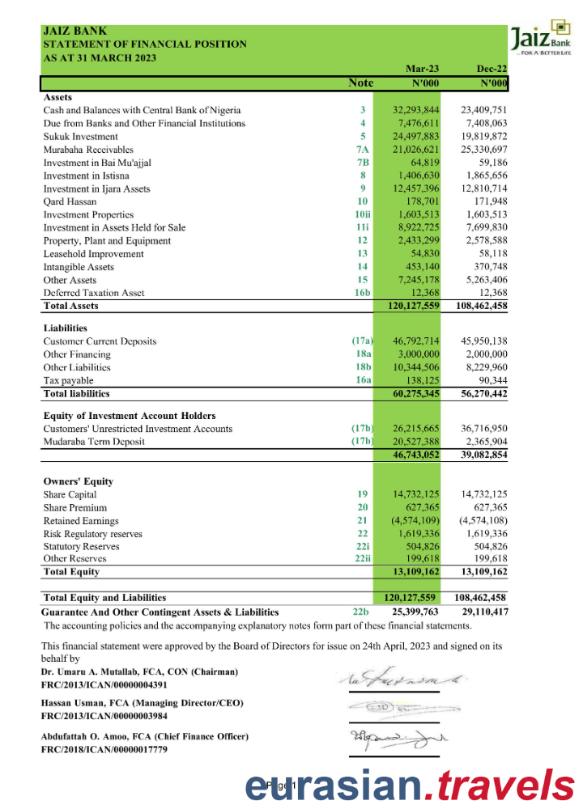 JAIZ BANK
STATEMENT OF FINANCIAL POSITION
AS AT 31 MARCH 2023
Jaiz Bank
FOR A BETTER LIFE
Mar-23 Dec-22
Note N'000 N'000
Assets
Cash and Balances with Central Bank of Nigeria 3 32,293,844 23,409,751
Due from Banks and Other Financial Institutions 4 7,476,611 7,408,063
Sukuk Investment 5 24,497,883 19,819,872
Murabaha Receivables 7A 21,026,621 25,330,697
Investment in Bai Mu'ajjal 7B 64,819 59,186
Investment in Istisna 8 1,406,630 1,865,656
Investment in Ijara Assets 9 12,457,396 12,810,714
Qard Hassan 10 178,701 171,948
Investment Properties 10ii 1,603,513 1,603,513
Investment in Assets Held for Sale 11i 8,922,725 7,699,830
Property, Plant and Equipment 12 2,433,299 2,578,588
Leasehold Improvement 13 54,830 58,118
Intangible Assets 14 453,140 370,748
Other Assets 15 7,245,178 5,263,406
Deferred Taxation Asset 16b 12,368 12,368
Total Assets 120,127,559 108,462,458
Liabilities
Customer Current Deposits (17a) 46,792,714 45,950,138
Other Financing 18a 3,000,000 2,000,000
Other Liabilities 18b 10,344,506 8,229,960
Tax payable 16a 138,125 90,344
Total liabilities 60,275,345 56,270,442
Equity of Investment Account Holders
Customers' Unrestricted Investment Accounts (17b) 26,215,665 36,716,950
Mudaraba Term Deposit (17b) 20,527,388 2,365,904
46,743,052 39,082,854
Owners' Equity
Share Capital 19 14,732,125 14,732,125
Share Premium 20 627,365 627,365
Retained Earnings 21 (4,574,109) (4,574,108)
Risk Regulatory reserves 22 1,619,336 1,619,336
Statutory Reserves 22i 504,826 504,826
Other Reserves 22ii 199,618 199,618
Total Equity 13,109,162 13,109,162
Total Equity and Liabilities 120,127,559 108,462,458
Guarantee And Other Contingent Assets & Liabilities 22b 25,399,763 29,110,417
The accounting policies and the accompanying explanatory notes form part of these financial statements.
This financial statement were approved by the Board of Directors for issue on 24th April, 2023 and signed on its
behalf by
Dr. Umaru A. Mutallab, FCA, CON (Chairman)
FRC/2013/ICAN/00000004391
Hassan Usman, FCA (Managing Director/CEO)
FRC/2013/ICAN/00000003984
Abdufattah O. Amoo, FCA (Chief Finance Officer)
FRC/2018/ICAN/00000017779
eurasian.travels